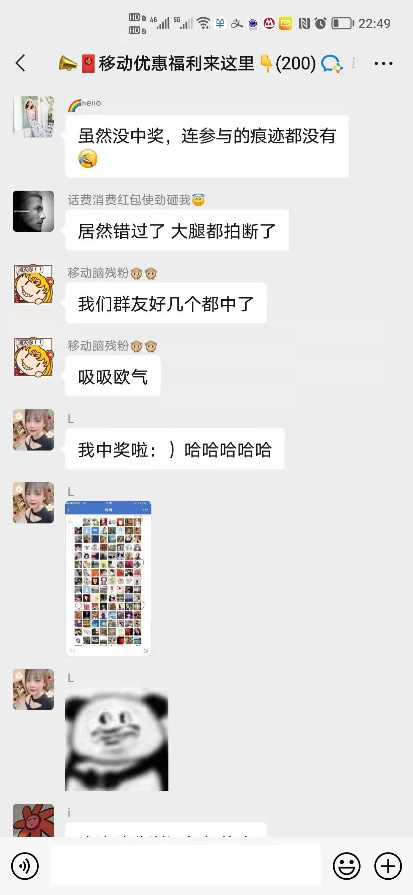 22:49
移动优惠福利来这里(200)
hello
虽然没中奖，连参与的痕迹都没有
话费消费红包使劲砸我
居然错过了 大腿都拍断了
移动脑残粉
我们群友好几个都中了
移动脑残粉
吸吸欧气
L
我中奖啦：）哈哈哈哈哈
L
L
i